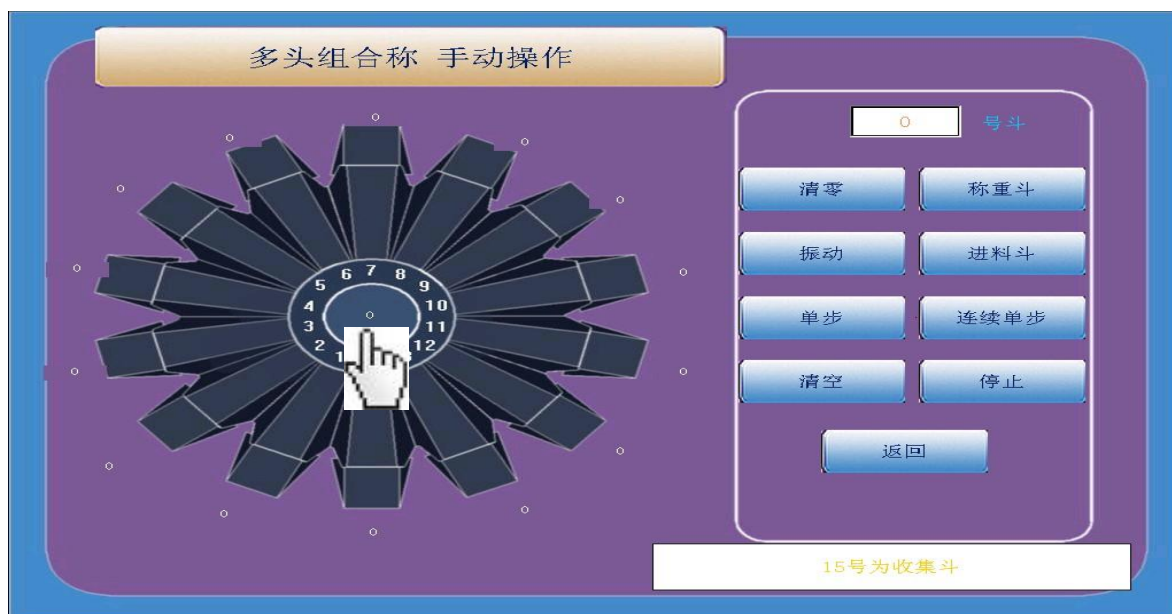 多头组合称 手动操作
0 号斗
清零 称重斗
振动 进料斗
单步 连续单步
清空 停止
返回
7
6 8
5 9
4 10
3 11
2 12
1
15号为收集斗